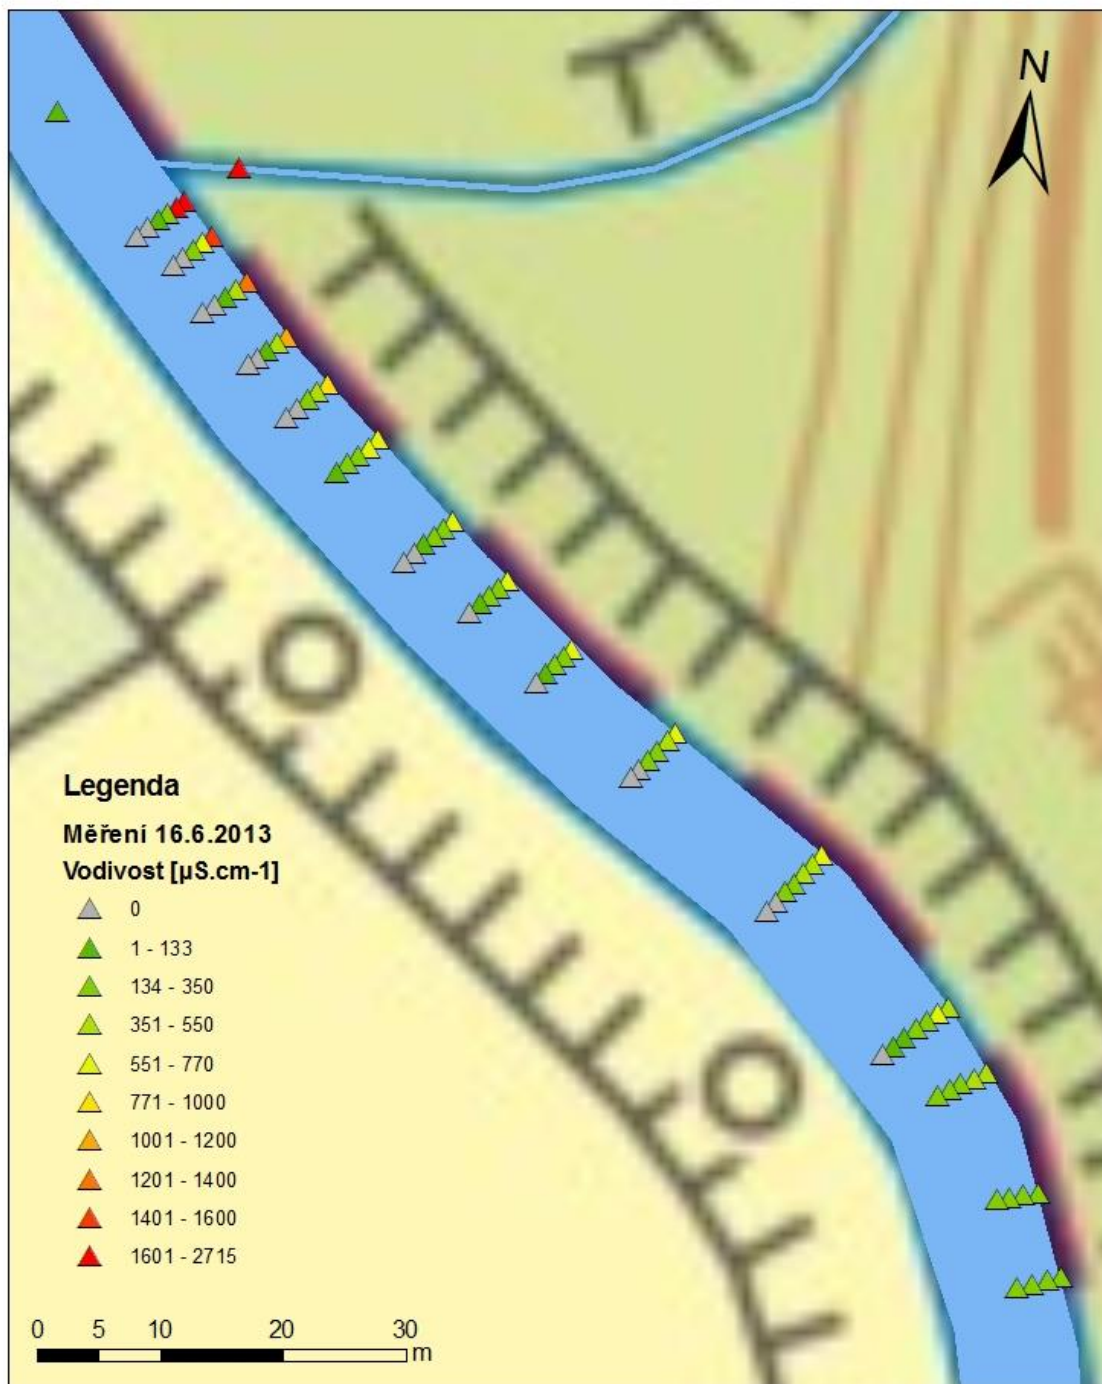 N
Legenda
Měření 16.6.2013
Vodivost [µS.cm-1]
0
1 - 133
134 - 350
351 - 550
551 - 770
771 - 1000
1001 - 1200
1201 - 1400
1401 - 1600
1601 - 2715
0 5 10 20 30
m